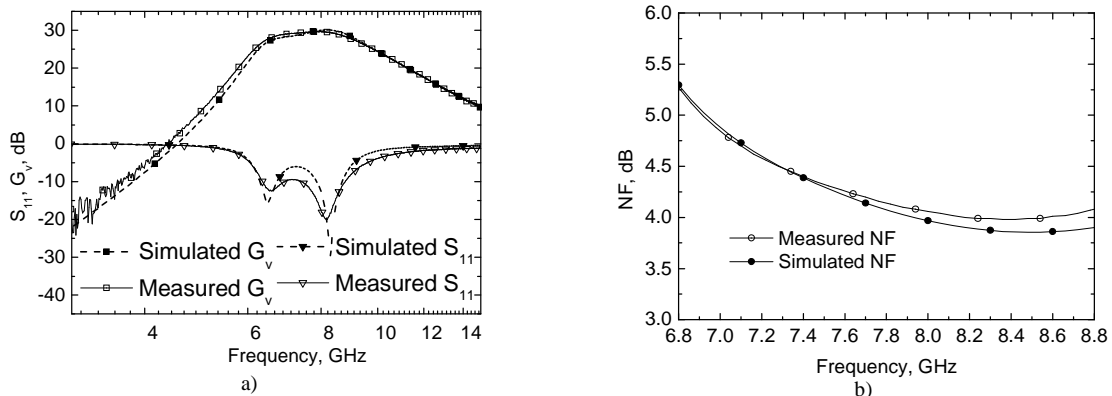 40
30
20
10
0
-10
-20
-30
-40
S11, Gv, dB
Simulated Gv
Measured Gv
Simulated S11
Measured S11
4
6
8
10
12
14
Frequency, GHz
a)
6.0
5.5
5.0
4.5
4.0
3.5
3.0
NF, dB
Measured NF
Simulated NF
6.8
7.0
7.2
7.4
7.6
7.8
8.0
8.2
8.4
8.6
8.8
Frequency, GHz
b)